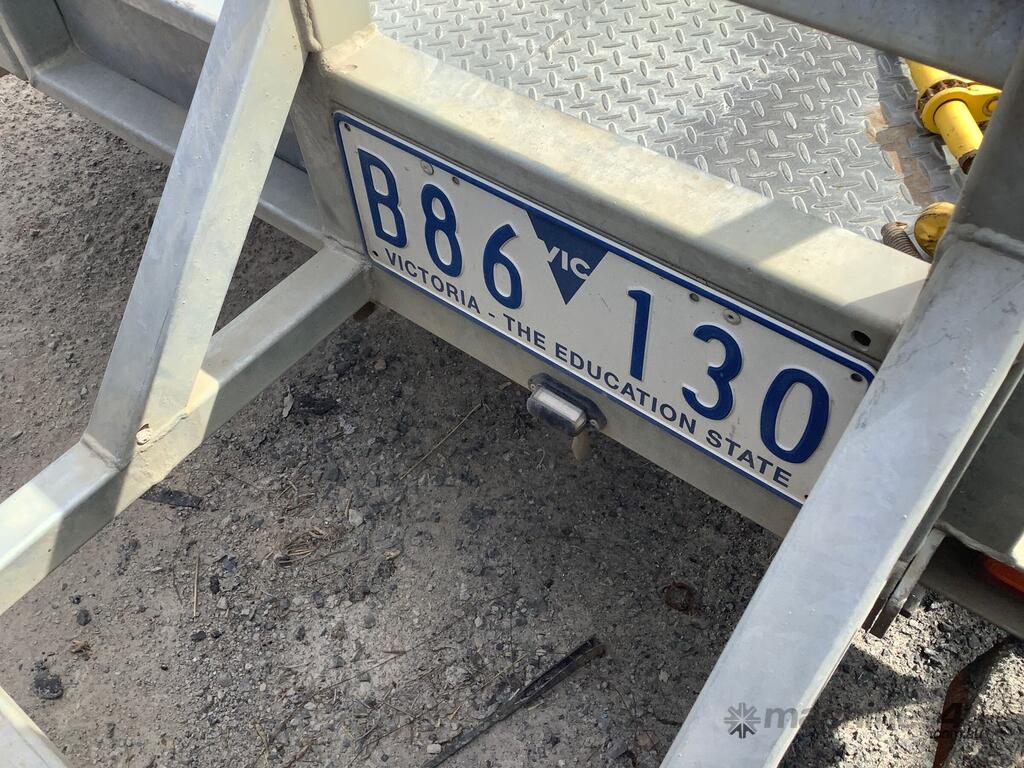 B86 VIC 130
VICTORIA - THE EDUCATION STATE